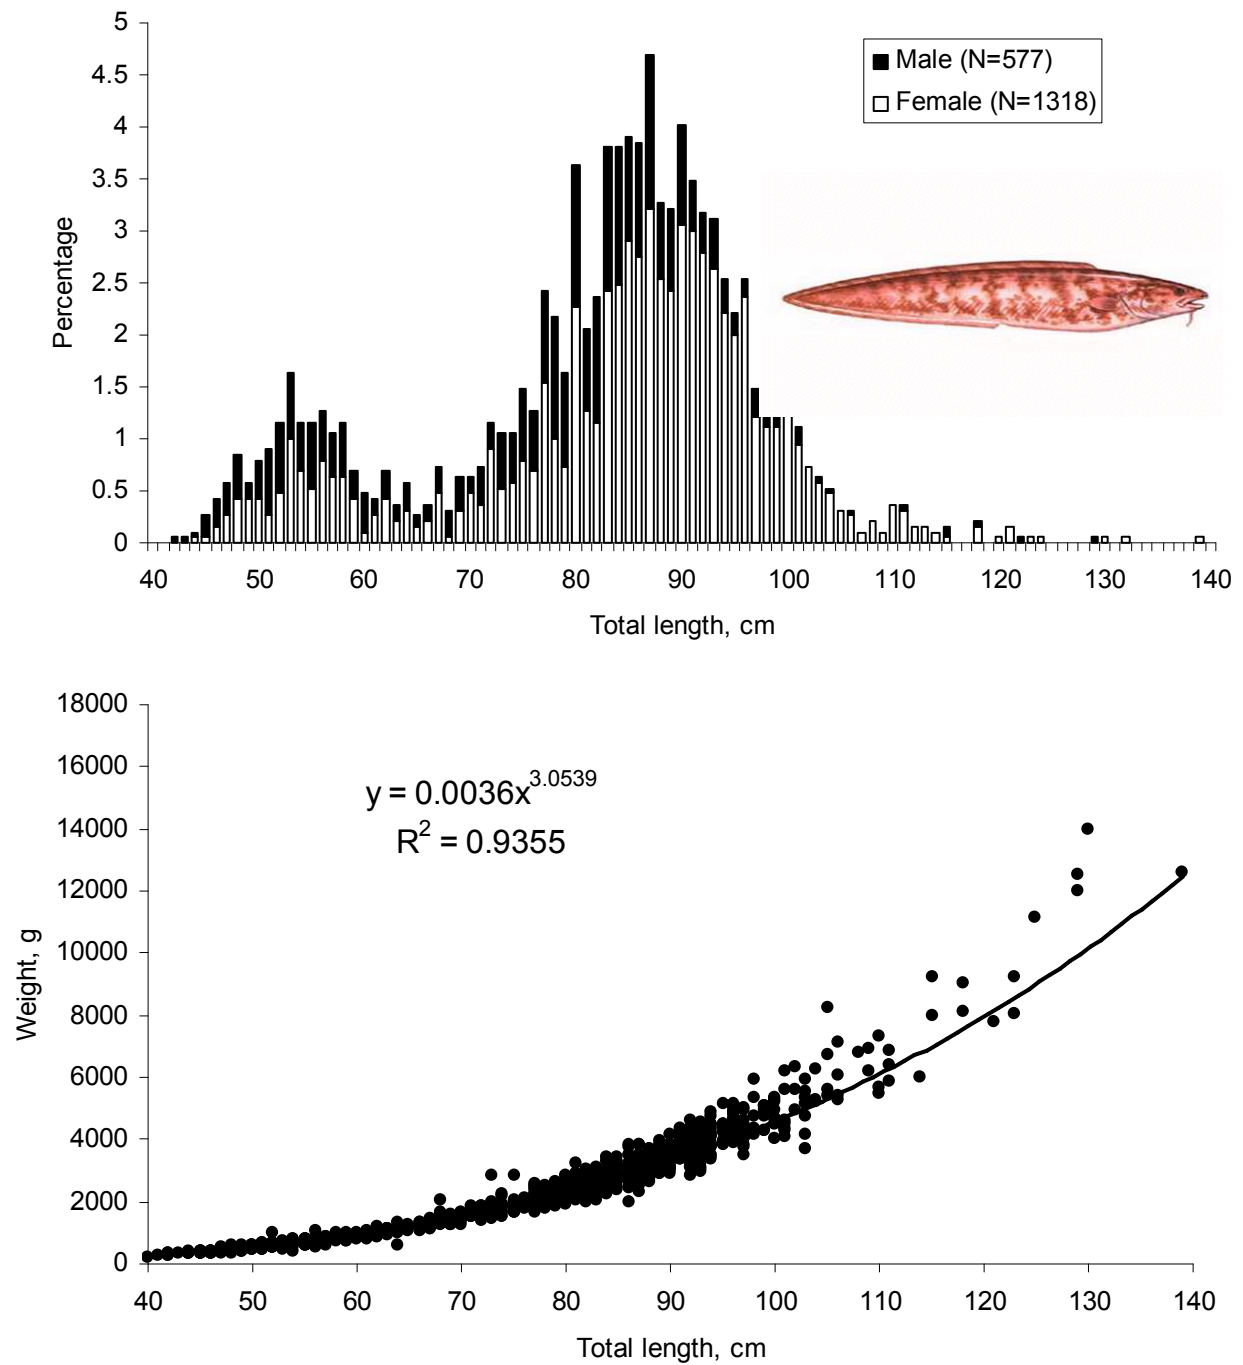 5
4.5
4
3.5
3
2.5
2
1.5
1
0.5
0
Percentage
Male (N=577)
Female (N=1318)
40 50 60 70 80 90 100 110 120 130 140
Total length, cm
18000
16000
14000
12000
10000
8000
6000
4000
2000
0
Weight, g
y = 0.0036x^3.0539
R² = 0.9355
40 50 60 70 80 90 100 110 120 130 140
Total length, cm